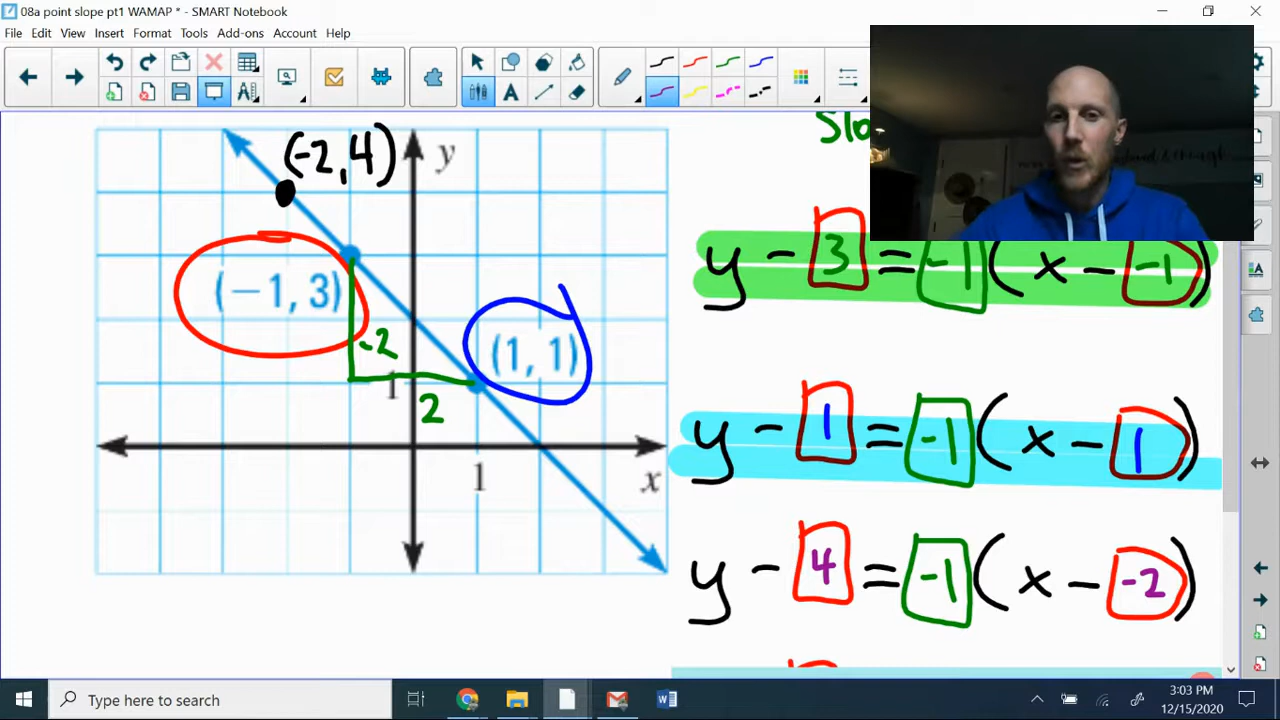 08a point slope pt1 WAMAP * - SMART Notebook
File Edit View Insert Format Tools Add-ons Account Help
Slo
(-2,4)
y
(−1, 3)
-2
(1, 1)
1
2
1
x
y - 3 = -1(x - -1)
y - 1 = -1(x - 1)
y - 4 = -1(x - -2)
Type here to search
3:03 PM
12/15/2020